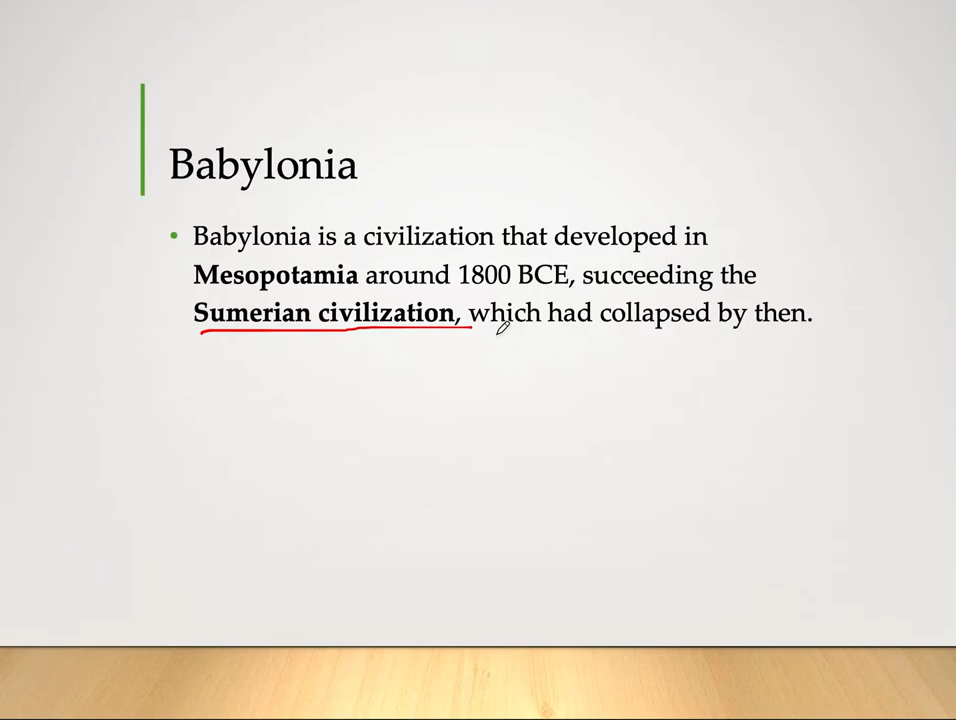 Babylonia
• Babylonia is a civilization that developed in
Mesopotamia around 1800 BCE, succeeding the
Sumerian civilization, which had collapsed by then.